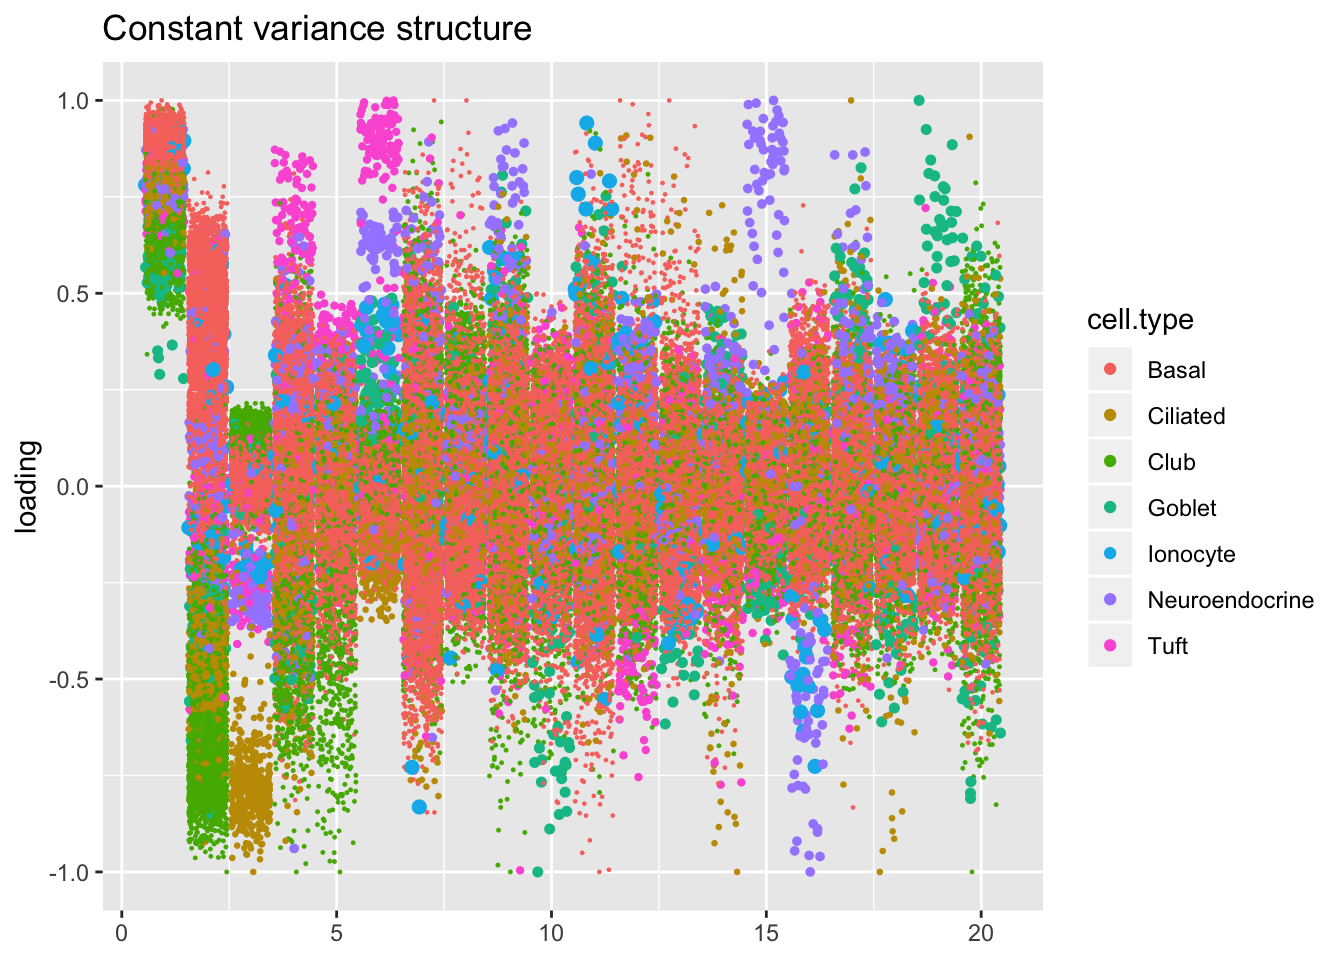 Constant variance structure
loading
1.0
0.5
0.0
-0.5
-1.0
0 5 10 15 20
cell.type
Basal
Ciliated
Club
Goblet
Ionocyte
Neuroendocrine
Tuft